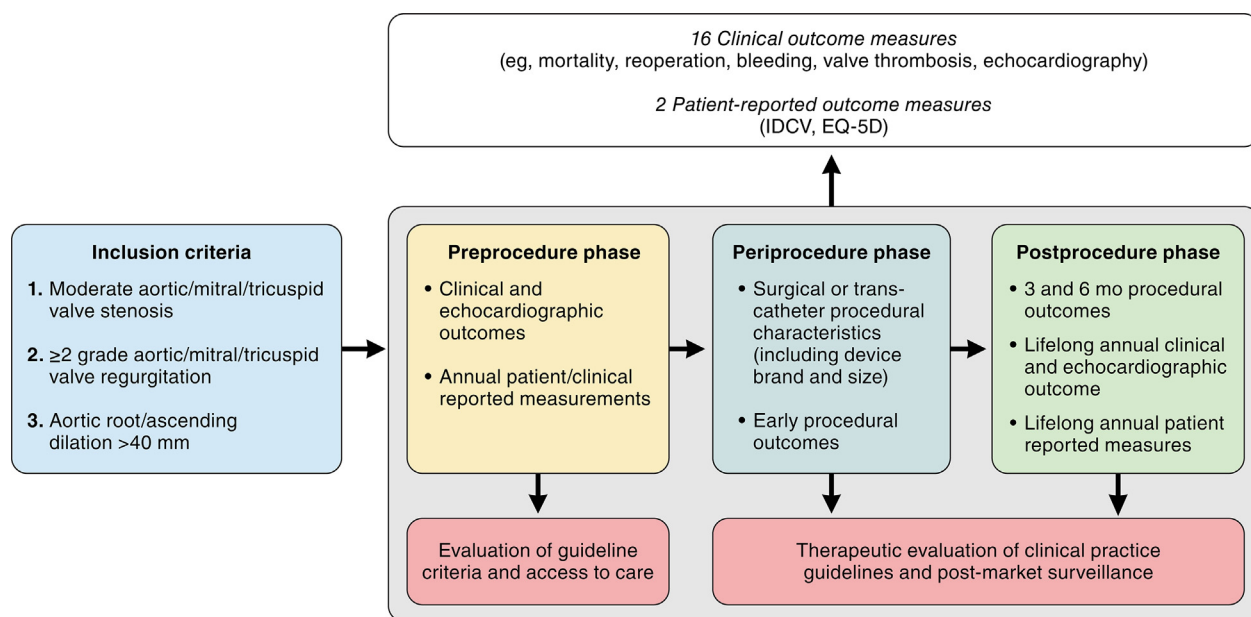 16 Clinical outcome measures
(eg, mortality, reoperation, bleeding, valve thrombosis, echocardiography)
2 Patient-reported outcome measures
(IDCV, EQ-5D)
Inclusion criteria
1. Moderate aortic/mitral/tricuspid
valve stenosis
2. ≥2 grade aortic/mitral/tricuspid
valve regurgitation
3. Aortic root/ascending
dilation >40 mm
Preprocedure phase
• Clinical and
echocardiographic
outcomes
• Annual patient/clinical
reported measurements
Periprocedure phase
• Surgical or trans-
catheter procedural
characteristics
(including device
brand and size)
• Early procedural
outcomes
Postprocedure phase
• 3 and 6 mo procedural
outcomes
• Lifelong annual clinical
and echocardiographic
outcome
• Lifelong annual patient
reported measures
Evaluation of guideline
criteria and access to care
Therapeutic evaluation of clinical practice
guidelines and post-market surveillance